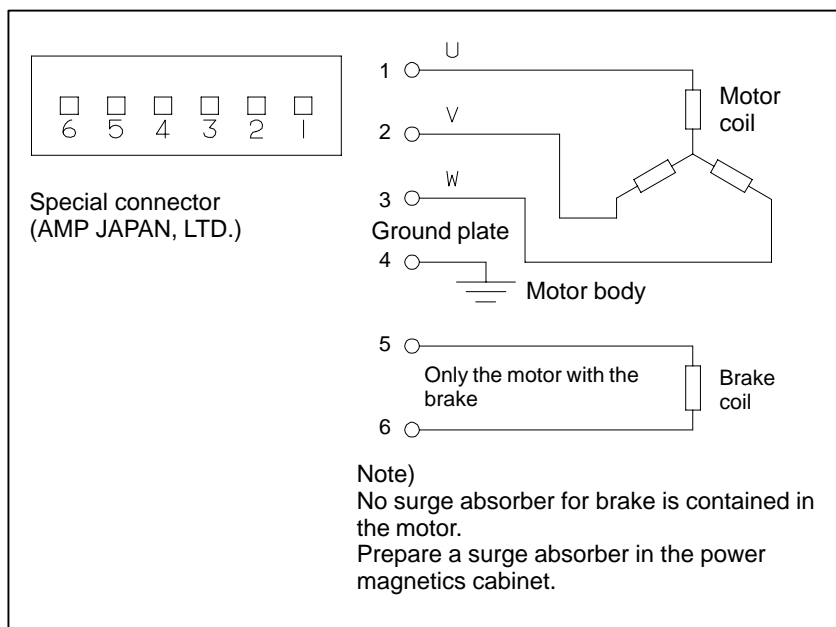 6 5 4 3 2 1
Special connector
(AMP JAPAN, LTD.)
1 U
2 V
3 W
Motor
coil
Ground plate
4
Motor body
5
Only the motor with the
brake
6
Brake
coil
Note)
No surge absorber for brake is contained in
the motor.
Prepare a surge absorber in the power
magnetics cabinet.